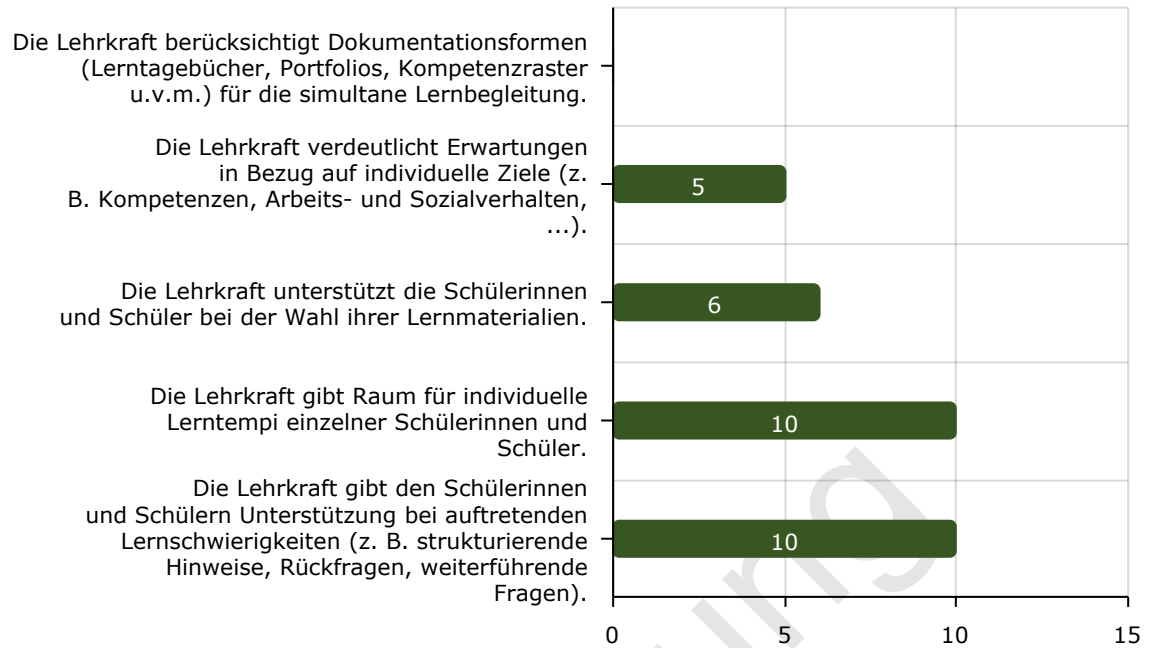 Die Lehrkraft berücksichtigt Dokumentationsformen
(Lerntagebücher, Portfolios, Kompetenzraster
u.v.m.) für die simultane Lernbegleitung.
Die Lehrkraft verdeutlicht Erwartungen
in Bezug auf individuelle Ziele (z.
B. Kompetenzen, Arbeits- und Sozialverhalten,
...).
5
Die Lehrkraft unterstützt die Schülerinnen
und Schüler bei der Wahl ihrer Lernmaterialien.
6
Die Lehrkraft gibt Raum für individuelle
Lerntempi einzelner Schülerinnen und
Schüler.
10
Die Lehrkraft gibt den Schülerinnen
und Schülern Unterstützung bei auftretenden
Lernschwierigkeiten (z. B. strukturierende
Hinweise, Rückfragen, weiterführende
Fragen).
10
0 5 10 15